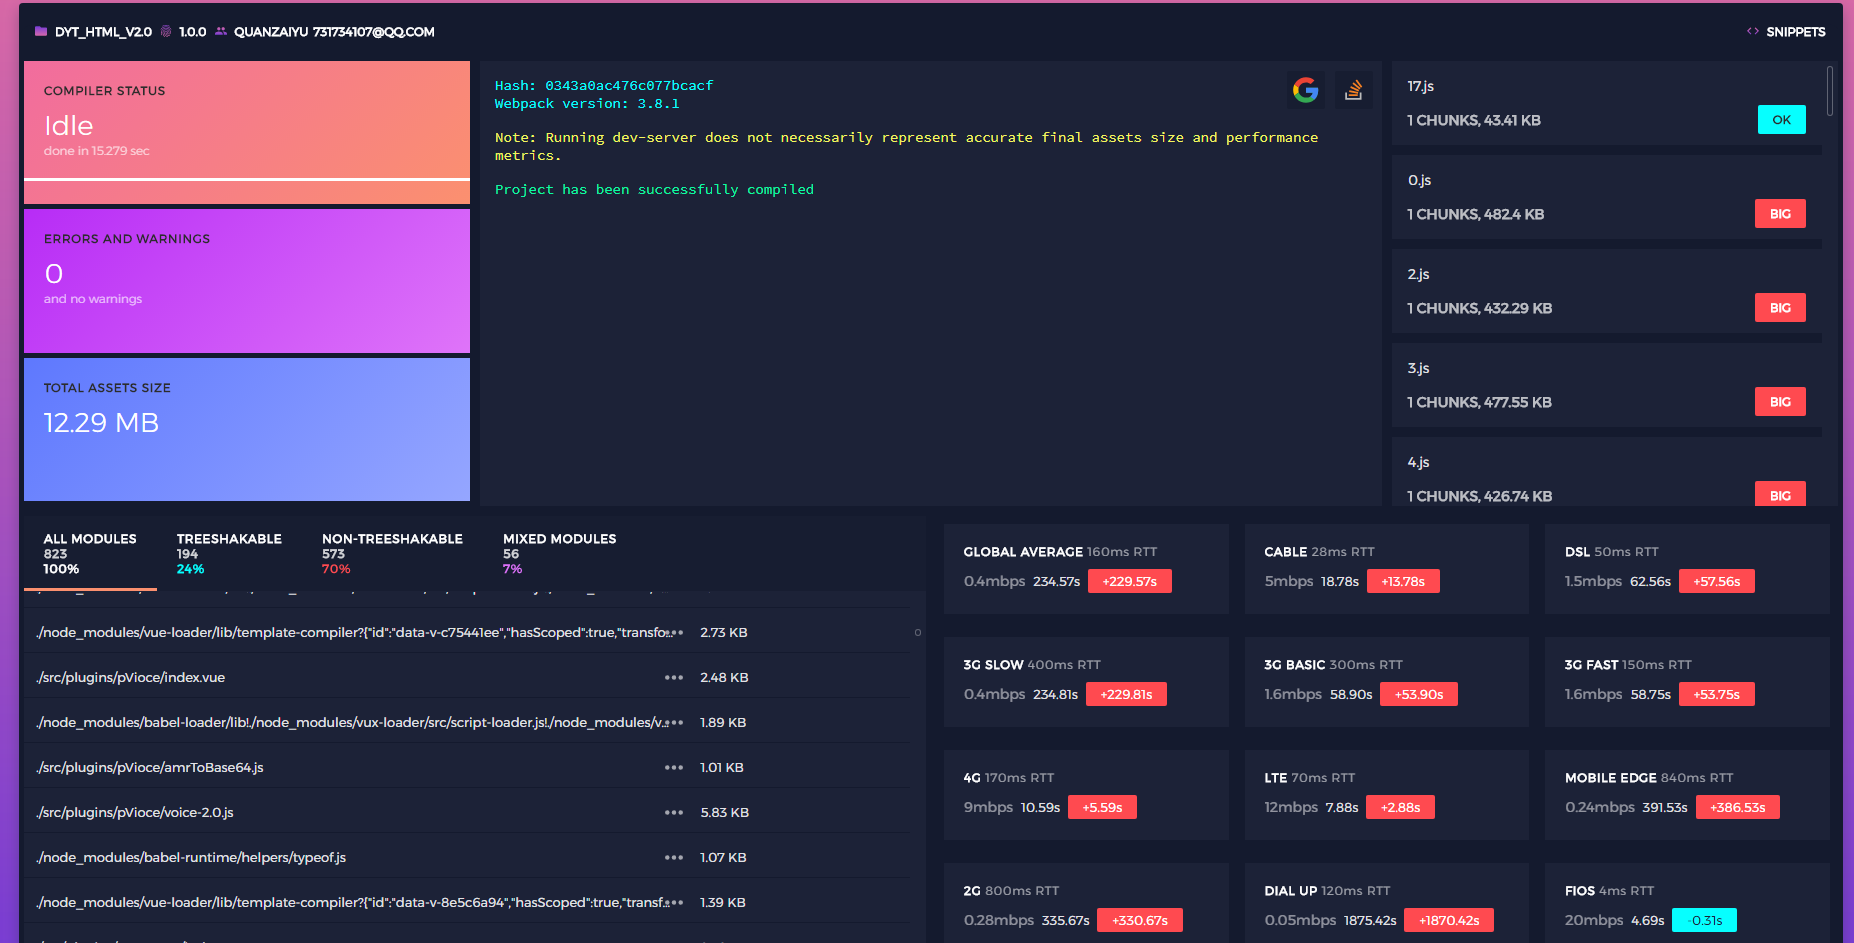 DYT_HTML_V2.0 1.0.0 QUANZAIYU 731734107@QQ.COM
SNIPPETS
COMPILER STATUS
Idle
done in 15.279 sec
ERRORS AND WARNINGS
0
and no warnings
TOTAL ASSETS SIZE
12.29 MB
Hash: 0343a0ac476c077bcacf
Webpack version: 3.8.1
Note: Running dev-server does not necessarily represent accurate final assets size and performance
metrics.
Project has been successfully compiled
17.js
1 CHUNKS, 43.41 KB OK
0.js
1 CHUNKS, 482.4 KB BIG
2.js
1 CHUNKS, 432.29 KB BIG
3.js
1 CHUNKS, 477.55 KB BIG
4.js
1 CHUNKS, 426.74 KB BIG
ALL MODULES
823
100%
TREESHAKABLE
194
24%
NON-TREESHAKABLE
573
70%
MIXED MODULES
56
7%
./node_modules/vue-loader/lib/template-compiler?{"id":"data-v-c75441ee","hasScoped":true,"transfo... 2.73 KB
./src/plugins/pVioce/index.vue ••• 2.48 KB
./node_modules/babel-loader/lib!./node_modules/vux-loader/src/script-loader.js!./node_modules/v... 1.89 KB
./src/plugins/pVioce/amrToBase64.js ••• 1.01 KB
./src/plugins/pVioce/voice-2.0.js ••• 5.83 KB
./node_modules/babel-runtime/helpers/typeof.js ••• 1.07 KB
./node_modules/vue-loader/lib/template-compiler?{"id":"data-v-8e5c6a94","hasScoped":true,"transf... 1.39 KB
GLOBAL AVERAGE 160ms RTT
0.4mbps 234.57s +229.57s
CABLE 28ms RTT
5mbps 18.78s +13.78s
DSL 50ms RTT
1.5mbps 62.56s +57.56s
3G SLOW 400ms RTT
0.4mbps 234.81s +229.81s
3G BASIC 300ms RTT
1.6mbps 58.90s +53.90s
3G FAST 150ms RTT
1.6mbps 58.75s +53.75s
4G 170ms RTT
9mbps 10.59s +5.59s
LTE 70ms RTT
12mbps 7.88s +2.88s
MOBILE EDGE 840ms RTT
0.24mbps 391.53s +386.53s
2G 800ms RTT
0.28mbps 335.67s +330.67s
DIAL UP 120ms RTT
0.05mbps 1875.42s +1870.42s
FIOS 4ms RTT
20mbps 4.69s -0.31s